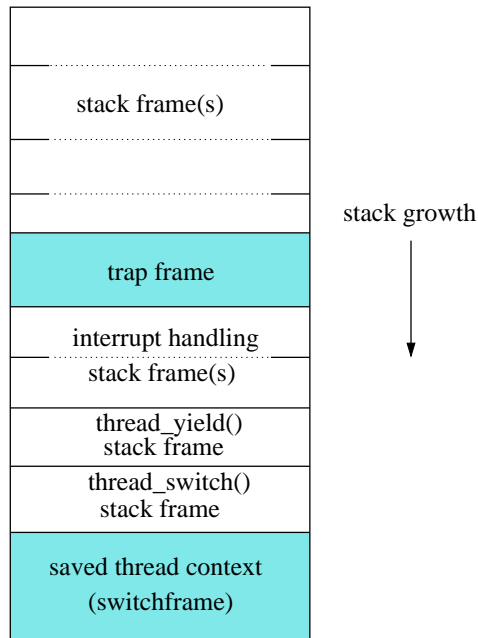 stack frame(s)
stack growth
trap frame
interrupt handling
stack frame(s)
thread_yield()
stack frame
thread_switch()
stack frame
saved thread context
(switchframe)